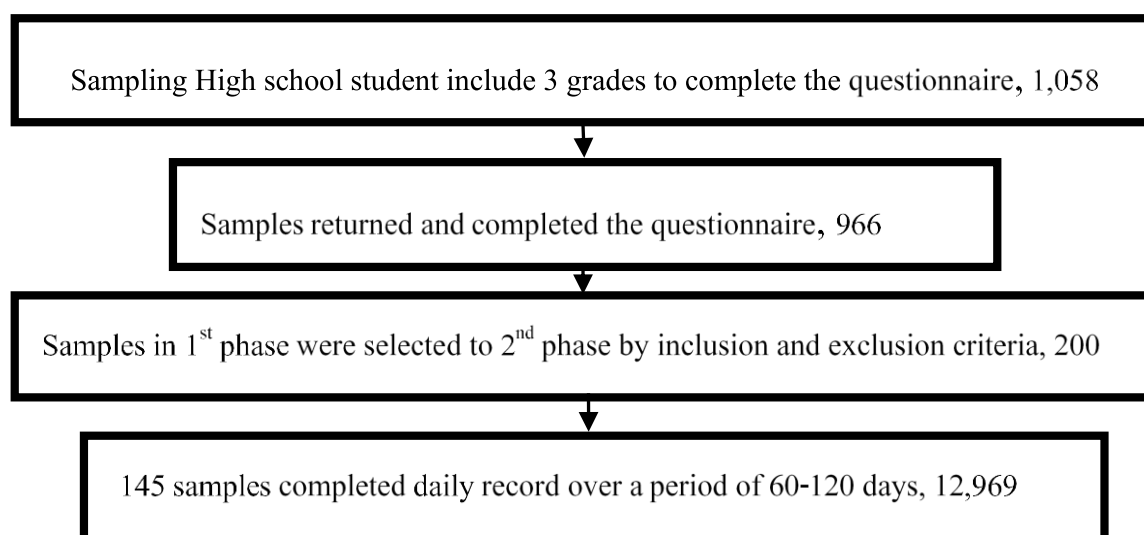 Sampling High school student include 3 grades to complete the questionnaire, 1,058
Samples returned and completed the questionnaire, 966
Samples in 1st phase were selected to 2nd phase by inclusion and exclusion criteria, 200
145 samples completed daily record over a period of 60-120 days, 12,969